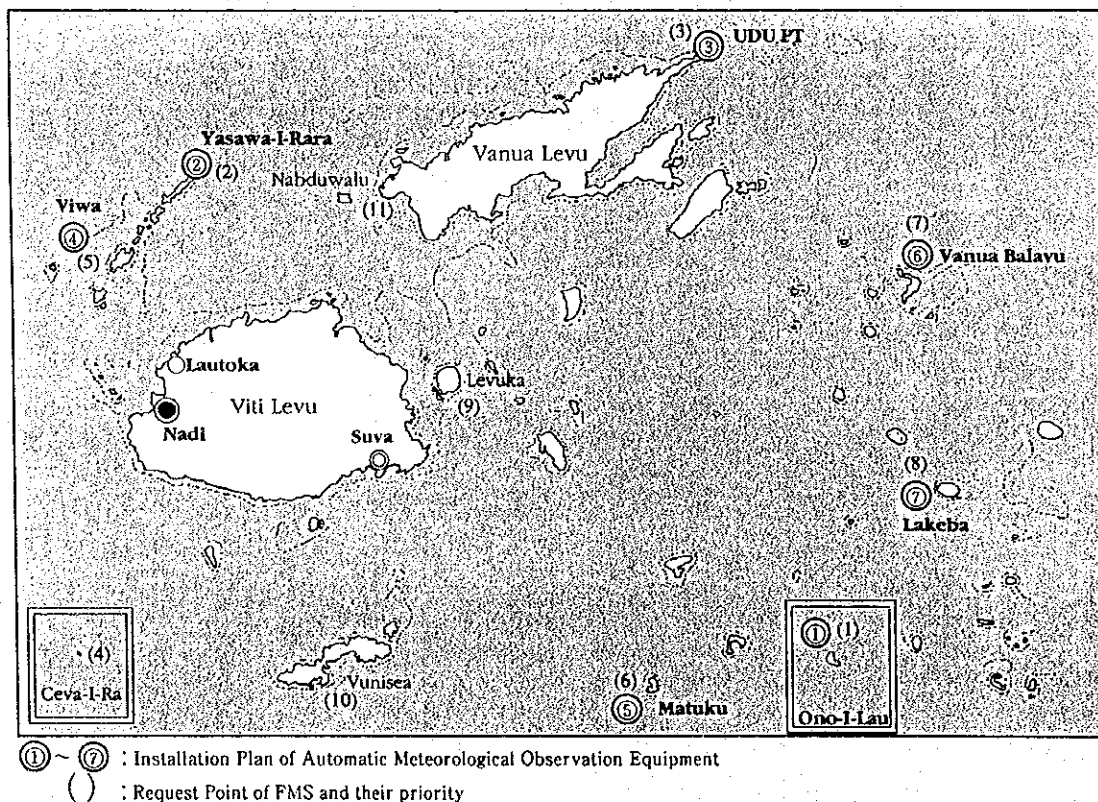 (3) ③ UDU PT
Yasawa-I-Rara
② (2)
Vanua Levu
Nabduwalu
(11)
Viwa
④
(5)
(7)
⑥ Vanua Balavu
Lautoka
Levuka
(9)
Viti Levu
Nadi
Suva
(8)
⑦
Lakeba
① (1)
Ono-I-Lau
(4)
Ceva-I-Ra
Vunisea
(10)
(6)
⑤ Matuku
① ~ ⑦ : Installation Plan of Automatic Meteorological Observation Equipment
( ) : Request Point of FMS and their priority